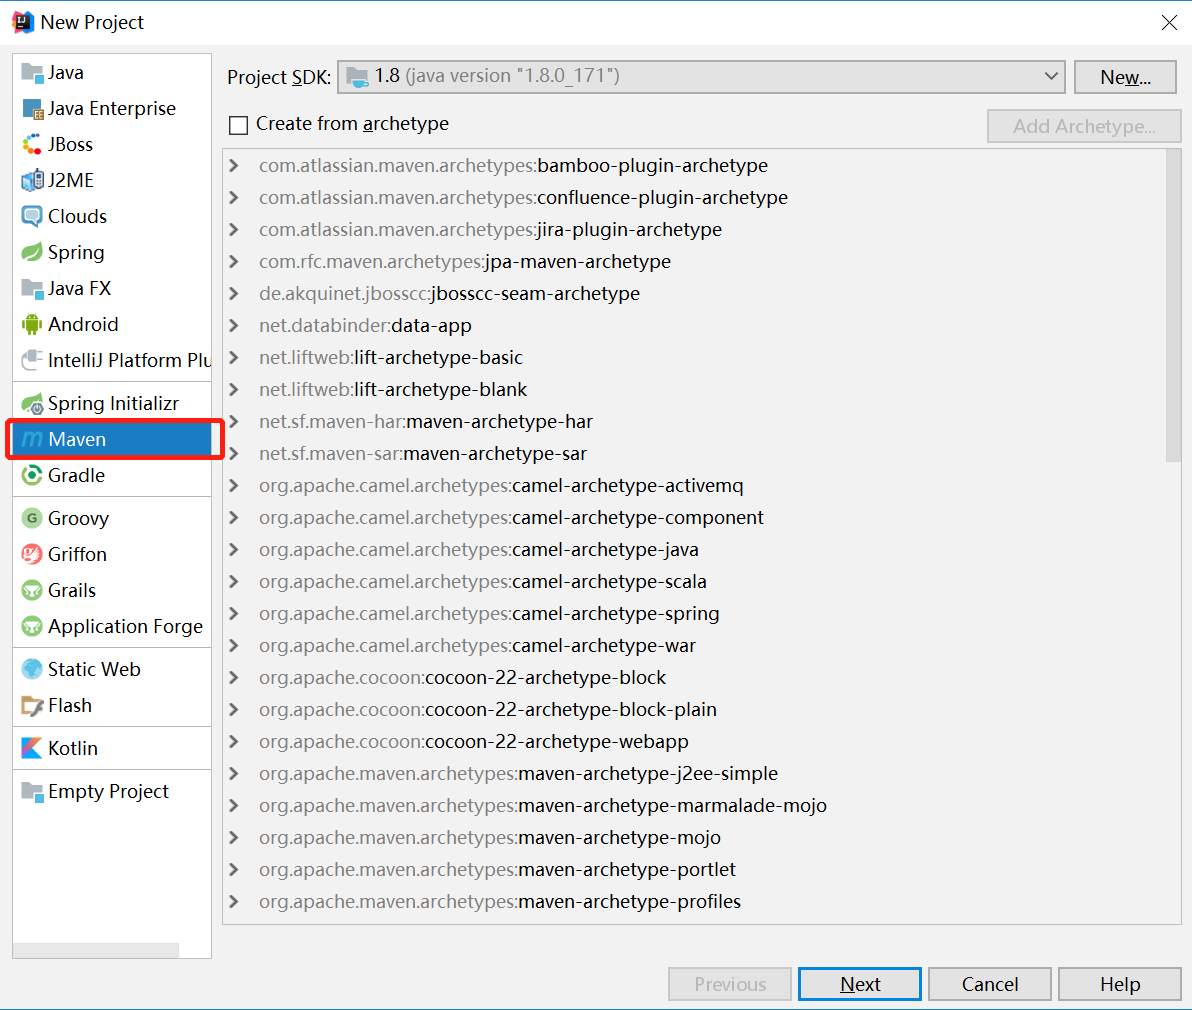 New Project
Java
Java Enterprise
JBoss
J2ME
Clouds
Spring
Java FX
Android
IntelliJ Platform Plu
Spring Initializr
Maven
Gradle
Groovy
Griffon
Grails
Application Forge
Static Web
Flash
Kotlin
Empty Project
Project SDK: 1.8 (java version "1.8.0_171") New...
Create from archetype Add Archetype...
com.atlassian.maven.archetypes:bamboo-plugin-archetype
com.atlassian.maven.archetypes:confluence-plugin-archetype
com.atlassian.maven.archetypes:jira-plugin-archetype
com.rfc.maven.archetypes:jpa-maven-archetype
de.akquinet.jbosscc:jbosscc-seam-archetype
net.databinder:data-app
net.liftweb:lift-archetype-basic
net.liftweb:lift-archetype-blank
net.sf.maven-har:maven-archetype-har
net.sf.maven-sar:maven-archetype-sar
org.apache.camel.archetypes:camel-archetype-activemq
org.apache.camel.archetypes:camel-archetype-component
org.apache.camel.archetypes:camel-archetype-java
org.apache.camel.archetypes:camel-archetype-scala
org.apache.camel.archetypes:camel-archetype-spring
org.apache.camel.archetypes:camel-archetype-war
org.apache.cocoon:cocoon-22-archetype-block
org.apache.cocoon:cocoon-22-archetype-block-plain
org.apache.cocoon:cocoon-22-archetype-webapp
org.apache.maven.archetypes:maven-archetype-j2ee-simple
org.apache.maven.archetypes:maven-archetype-marmalade-mojo
org.apache.maven.archetypes:maven-archetype-mojo
org.apache.maven.archetypes:maven-archetype-portlet
org.apache.maven.archetypes:maven-archetype-profiles
Previous Next Cancel Help